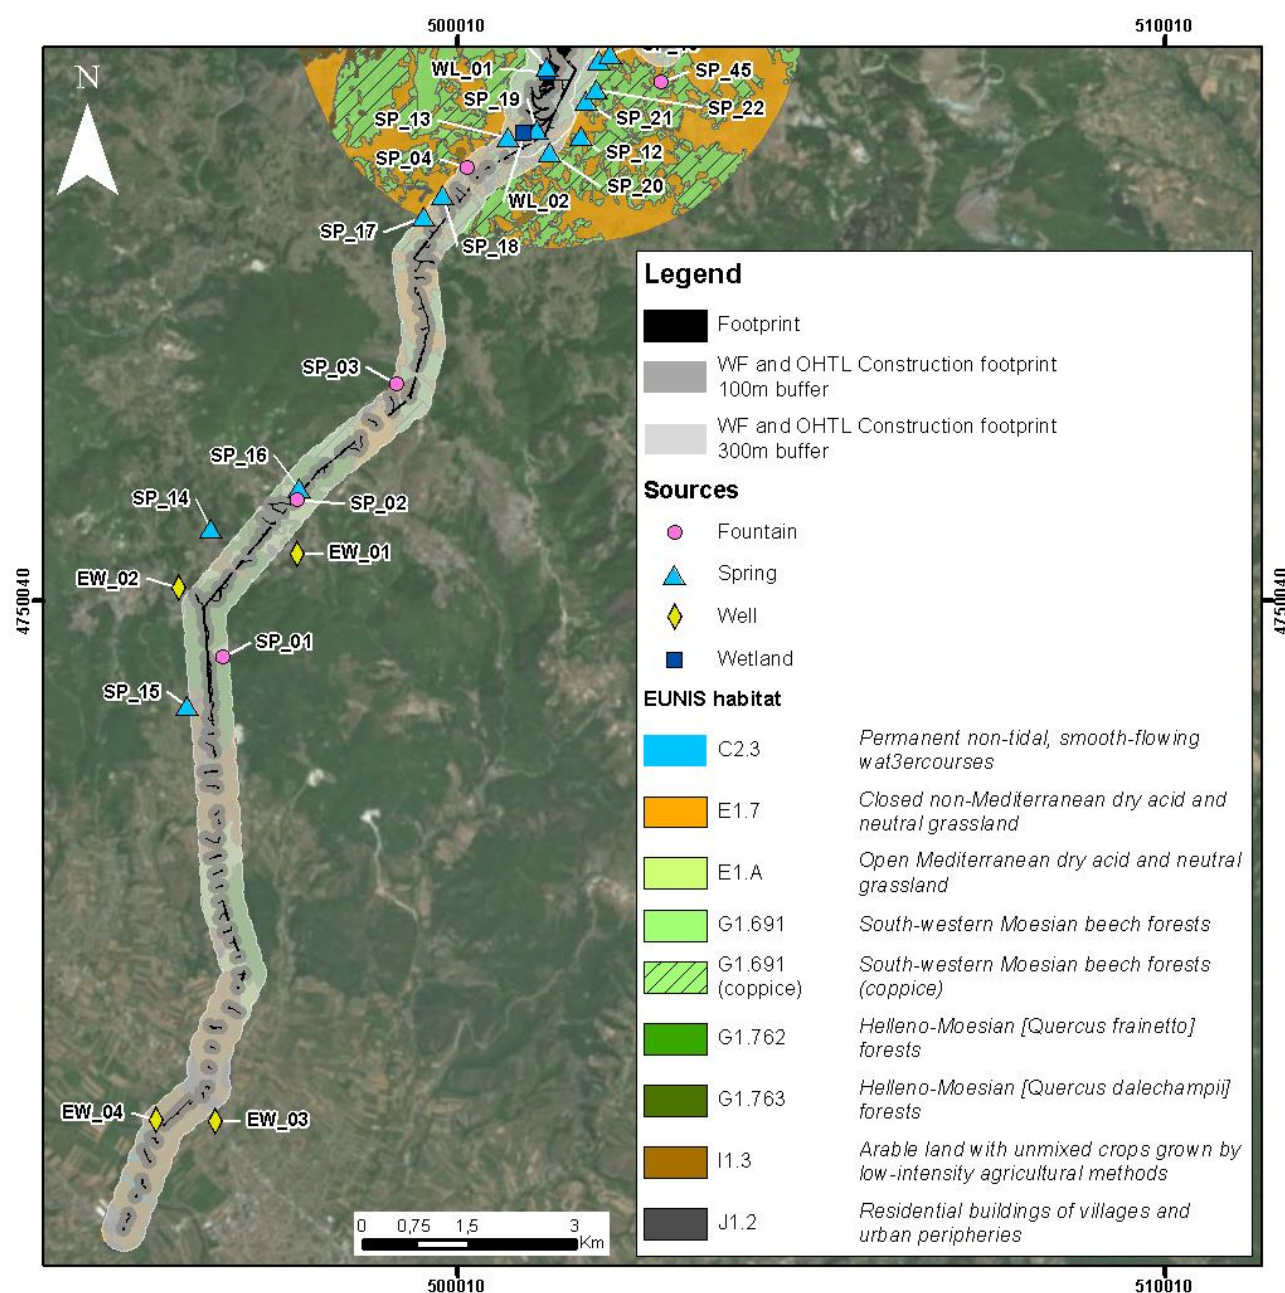 500010
510010
N
WL_01
SP_45
SP_19
SP_22
SP_13
SP_21
SP_04
SP_12
SP_20
WL_02
SP_17
SP_18
SP_03
SP_16
SP_14
SP_02
EW_01
EW_02
4750040
4750040
SP_01
SP_15
EW_04
EW_03
Legend
Footprint
WF and OHTL Construction footprint
100m buffer
WF and OHTL Construction footprint
300m buffer
Sources
Fountain
Spring
Well
Wetland
EUNIS habitat
C2.3 Permanent non-tidal, smooth-flowing
wat3ercourses
E1.7 Closed non-Mediterranean dry acid and
neutral grassland
E1.A Open Mediterranean dry acid and neutral
grassland
G1.691 South-western Moesian beech forests
G1.691 South-western Moesian beech forests
(coppice) (coppice)
G1.762 Helleno-Moesian [Quercus frainetto]
forests
G1.763 Helleno-Moesian [Quercus dalechampii]
forests
I1.3 Arable land with unmixed crops grown by
low-intensity agricultural methods
J1.2 Residential buildings of villages and
urban peripheries
0 0,75 1,5 3
Km
500010
510010